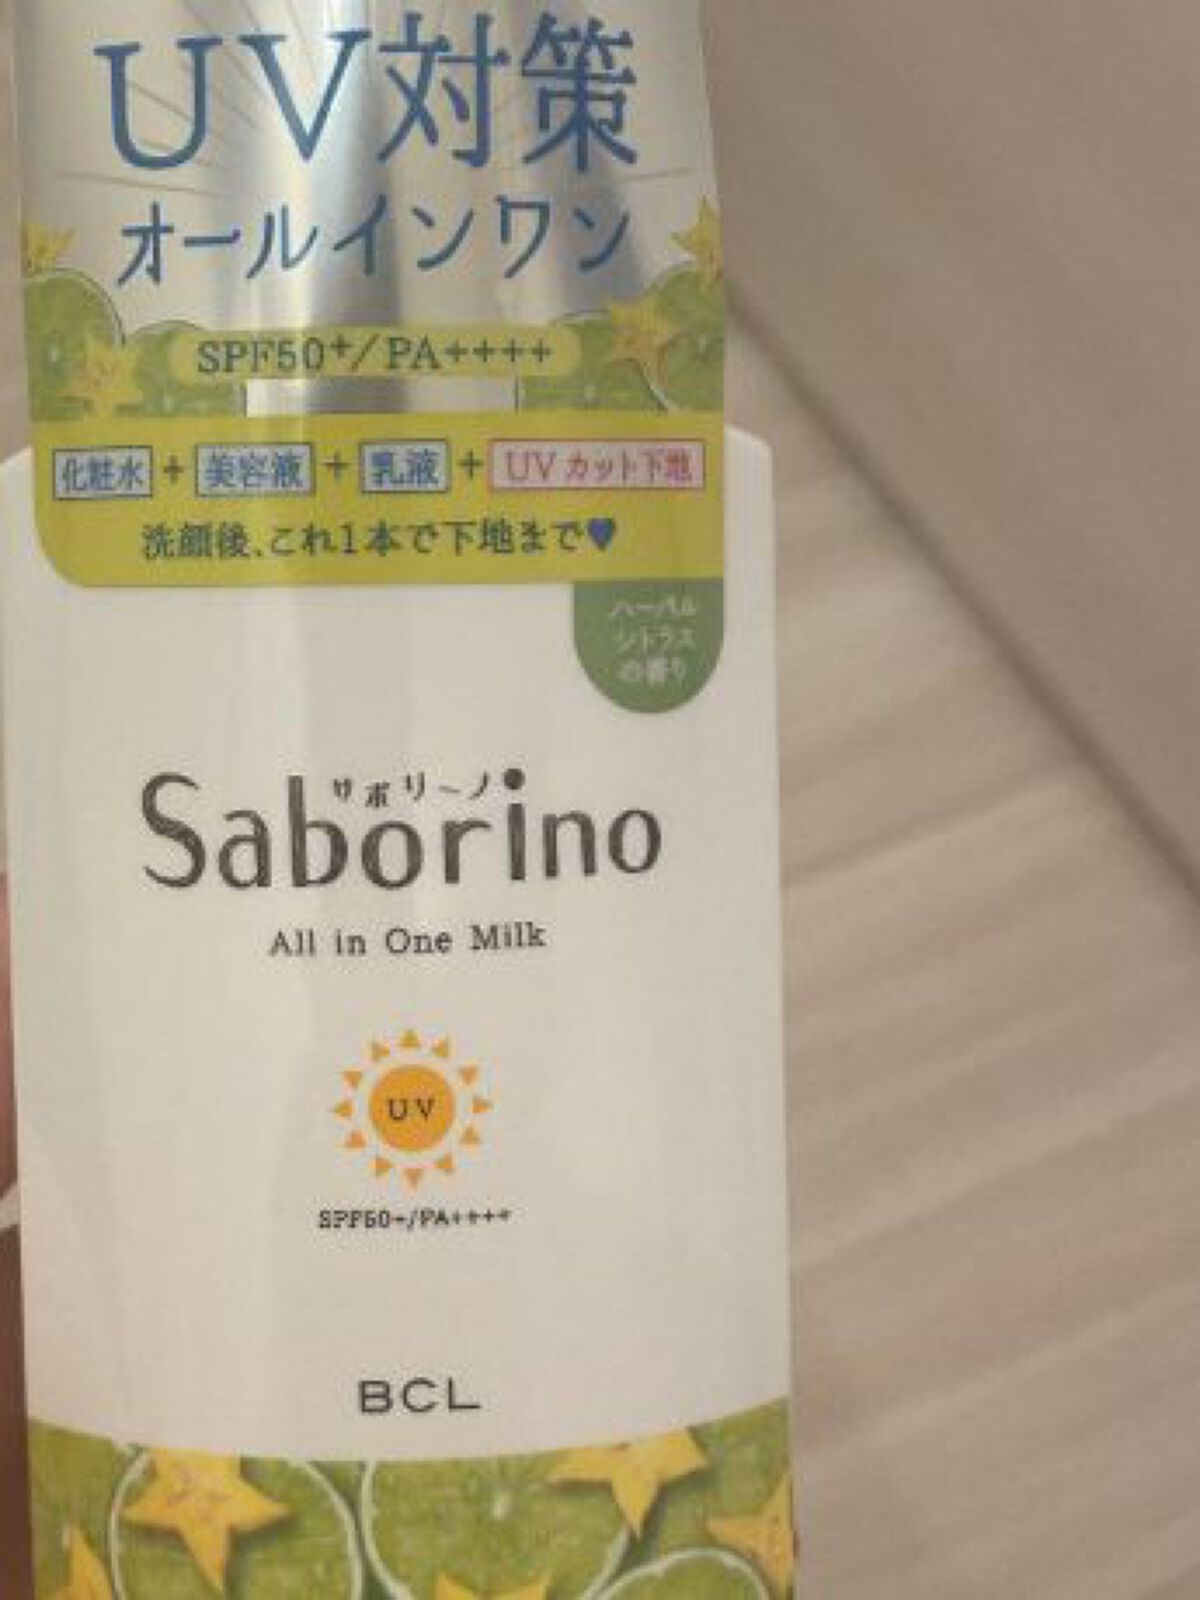 UV対策
オールインワン
SPF50+/PA++++
化粧水 + 美容液 + 乳液 + UVカット下地
洗顔後、これ1本で下地まで♥
ハーバル
シトラス
の香り
サボリーノ
Saborino
All in One Milk
UV
SPF50+/PA++++
BCL